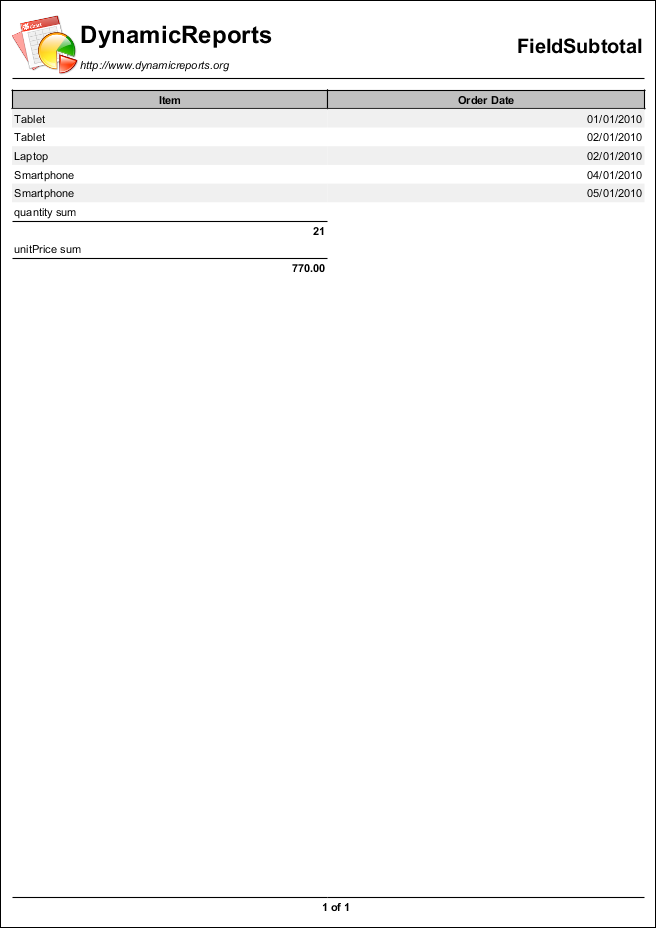 DynamicReports
http://www.dynamicreports.org
FieldSubtotal
Item Order Date
Tablet 01/01/2010
Tablet 02/01/2010
Laptop 02/01/2010
Smartphone 04/01/2010
Smartphone 05/01/2010
quantity sum
21
unitPrice sum
770.00
1 of 1